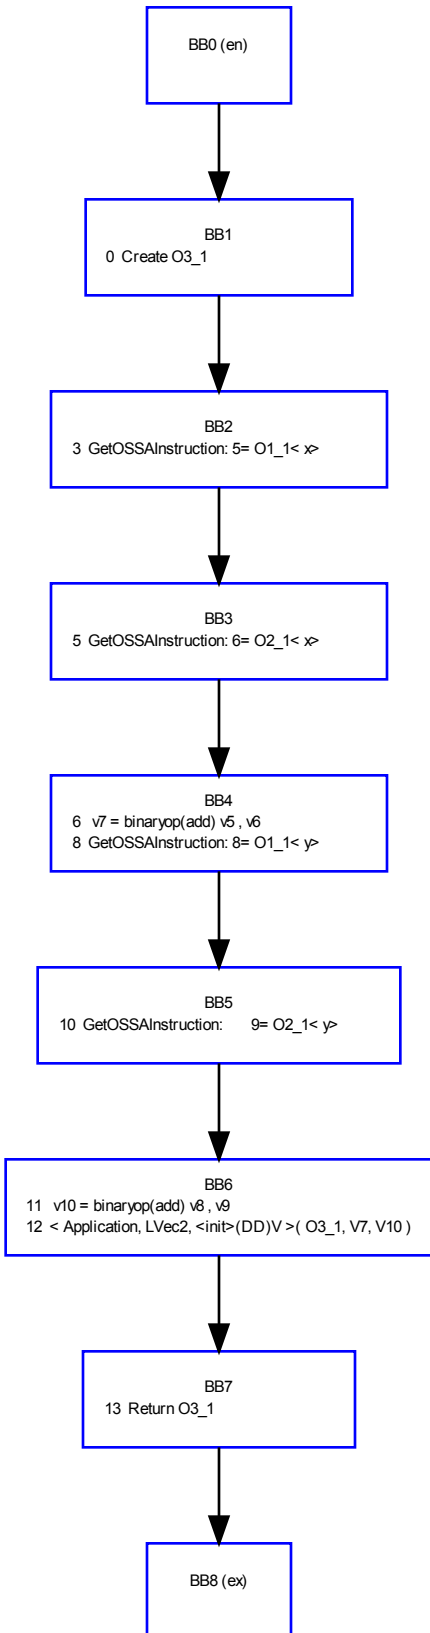 BB0 (en)
BB1
0 Create O3_1
BB2
3 GetOSSAInstruction: 5= O1_1< x>
BB3
5 GetOSSAInstruction: 6= O2_1< x>
BB4
6 v7 = binaryop(add) v5 , v6
8 GetOSSAInstruction: 8= O1_1< y>
BB5
10 GetOSSAInstruction: 9= O2_1< y>
BB6
11 v10 = binaryop(add) v8 , v9
12 < Application, LVec2, <init>(DD)V >( O3_1, V7, V10 )
BB7
13 Return O3_1
BB8 (ex)